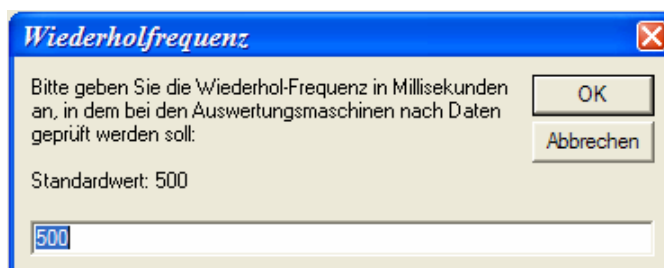 Wiederholfrequenz
Bitte geben Sie die Wiederhol-Frequenz in Millisekunden
an, in dem bei den Auswertungsmaschinen nach Daten
geprüft werden soll:
OK
Abbrechen
Standardwert: 500
500